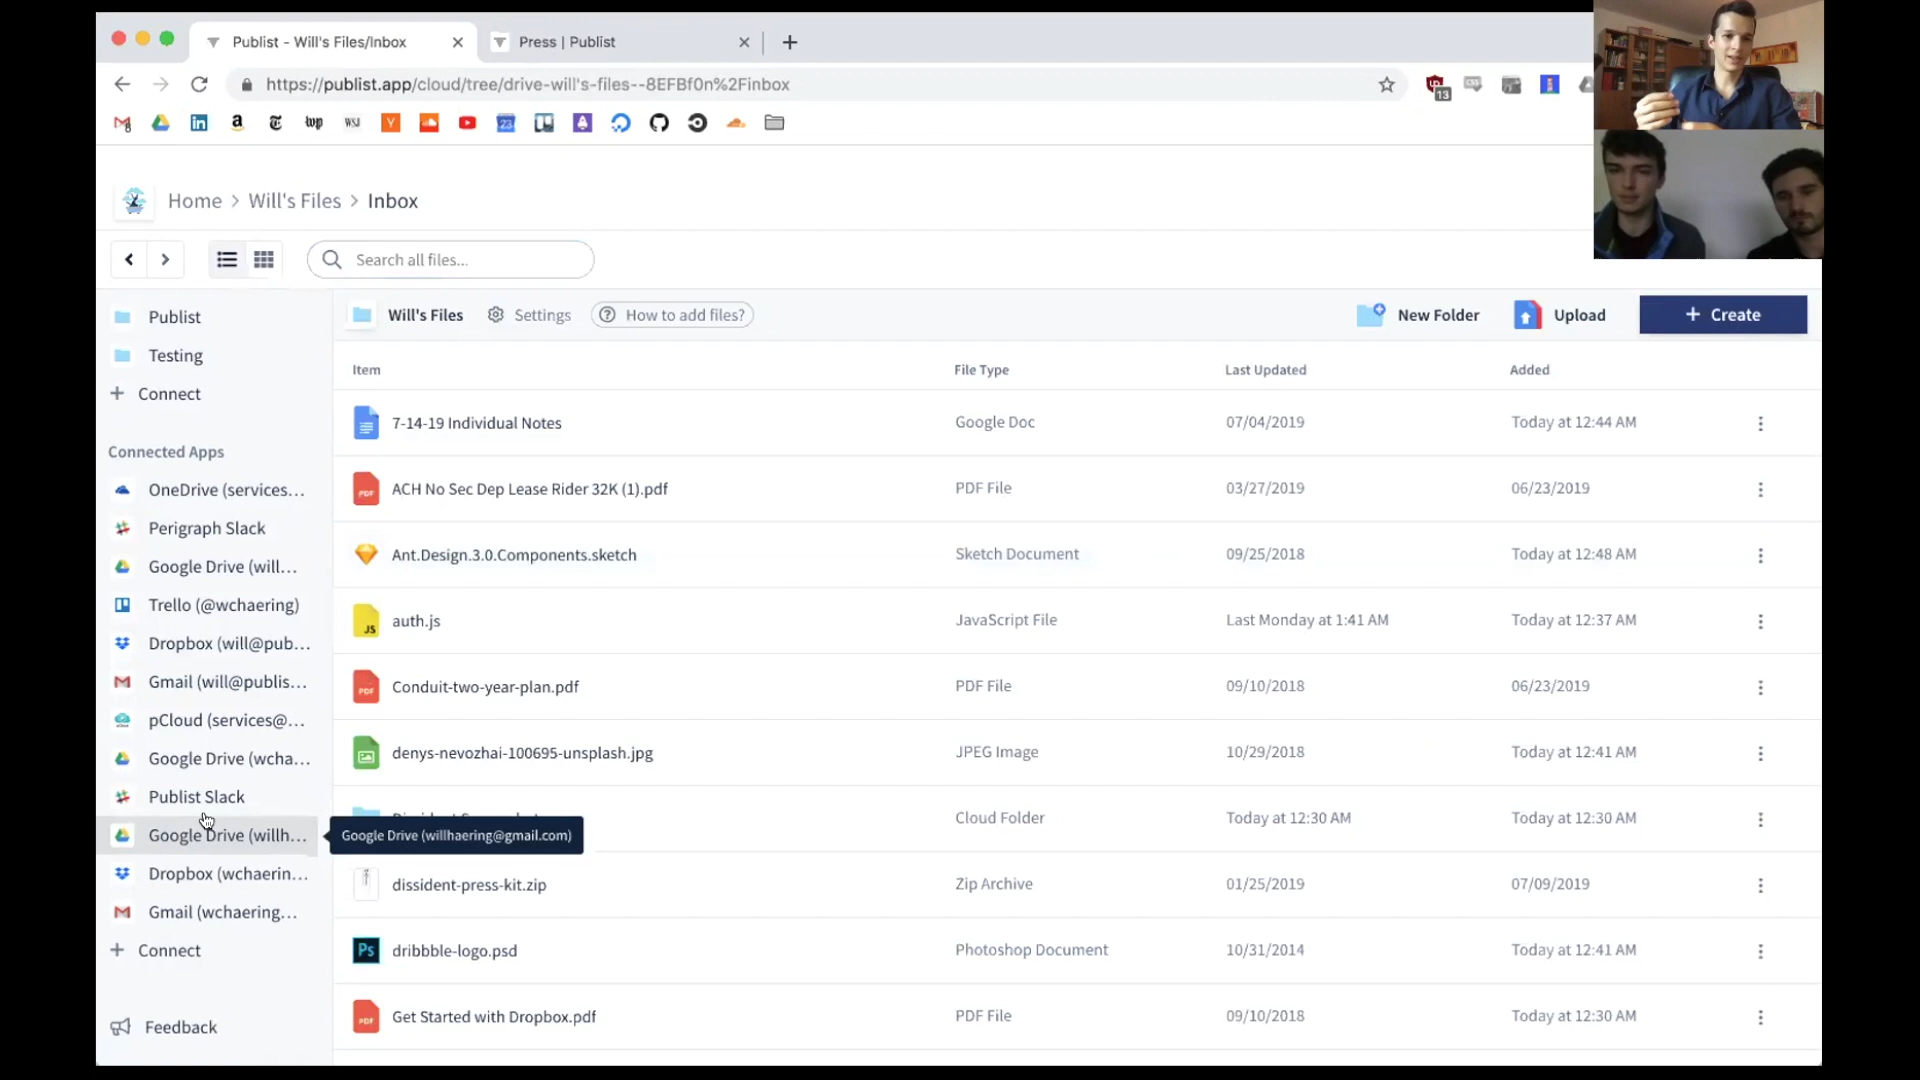 Publist - Will's Files/Inbox
Press | Publist
https://publist.app/cloud/tree/drive-will's-files--8EFBf0n%2Finbox
13
23
Home > Will's Files > Inbox
Search all files...
Publist
Testing
+ Connect
Connected Apps
OneDrive (services...
Perigraph Slack
Google Drive (will...
Trello (@wchaering)
Dropbox (will@pub...
Gmail (will@publis...
pCloud (services@...
Google Drive (wcha...
Publist Slack
Google Drive (willh...
Google Drive (willhaering@gmail.com)
Dropbox (wchaerin...
Gmail (wchaering...
+ Connect
Feedback
Will's Files Settings ? How to add files? New Folder Upload + Create
Item File Type Last Updated Added
7-14-19 Individual Notes Google Doc 07/04/2019 Today at 12:44 AM
PDF ACH No Sec Dep Lease Rider 32K (1).pdf PDF File 03/27/2019 06/23/2019
Ant.Design.3.0.Components.sketch Sketch Document 09/25/2018 Today at 12:48 AM
JS auth.js JavaScript File Last Monday at 1:41 AM Today at 12:37 AM
PDF Conduit-two-year-plan.pdf PDF File 09/10/2018 06/23/2019
denys-nevozhai-100695-unsplash.jpg JPEG Image 10/29/2018 Today at 12:41 AM
Cloud Folder Today at 12:30 AM Today at 12:30 AM
dissident-press-kit.zip Zip Archive 01/25/2019 07/09/2019
Ps dribbble-logo.psd Photoshop Document 10/31/2014 Today at 12:41 AM
PDF Get Started with Dropbox.pdf PDF File 09/10/2018 Today at 12:30 AM